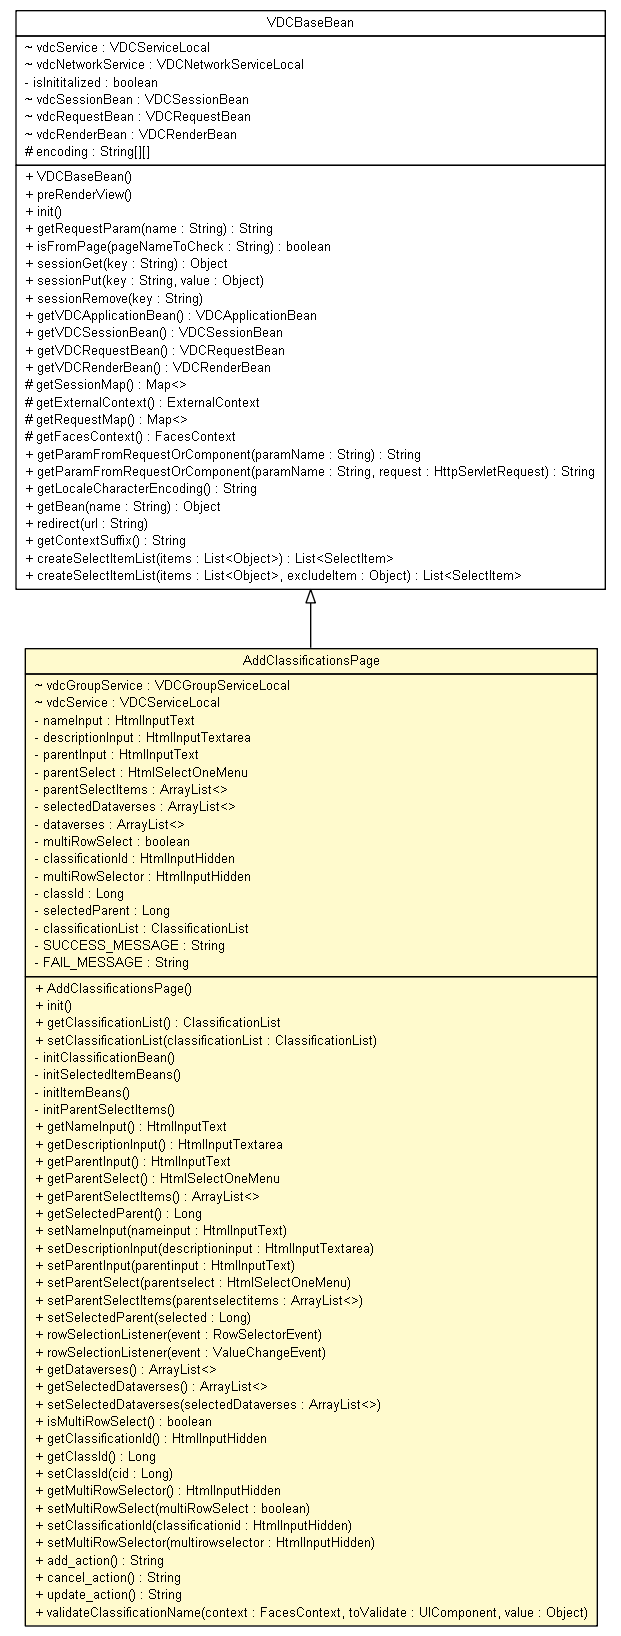 VDCBaseBean
~ vdcService : VDCServiceLocal
~ vdcNetworkService : VDCNetworkServiceLocal
- isInititalized : boolean
~ vdcSessionBean : VDCSessionBean
~ vdcRequestBean : VDCRequestBean
~ vdcRenderBean : VDCRenderBean
# encoding : String[][]
+ VDCBaseBean()
+ preRenderView()
+ init()
+ getRequestParam(name : String) : String
+ isFromPage(pageNameToCheck : String) : boolean
+ sessionGet(key : String) : Object
+ sessionPut(key : String, value : Object)
+ sessionRemove(key : String)
+ getVDCApplicationBean() : VDCApplicationBean
+ getVDCSessionBean() : VDCSessionBean
+ getVDCRequestBean() : VDCRequestBean
+ getVDCRenderBean() : VDCRenderBean
# getSessionMap() : Map<>
# getExternalContext() : ExternalContext
# getRequestMap() : Map<>
# getFacesContext() : FacesContext
+ getParamFromRequestOrComponent(paramName : String) : String
+ getParamFromRequestOrComponent(paramName : String, request : HttpServletRequest) : String
+ getLocaleCharacterEncoding() : String
+ getBean(name : String) : Object
+ redirect(url : String)
+ getContextSuffix() : String
+ createSelectItemList(items : List<Object>) : List<SelectItem>
+ createSelectItemList(items : List<Object>, excludeItem : Object) : List<SelectItem>
AddClassificationsPage
~ vdcGroupService : VDCGroupServiceLocal
~ vdcService : VDCServiceLocal
- nameInput : HtmlInputText
- descriptionInput : HtmlInputTextarea
- parentInput : HtmlInputText
- parentSelect : HtmlSelectOneMenu
- parentSelectItems : ArrayList<>
- selectedDataverses : ArrayList<>
- dataverses : ArrayList<>
- multiRowSelect : boolean
- classificationId : HtmlInputHidden
- multiRowSelector : HtmlInputHidden
- classId : Long
- selectedParent : Long
- classificationList : ClassificationList
- SUCCESS_MESSAGE : String
- FAIL_MESSAGE : String
+ AddClassificationsPage()
+ init()
+ getClassificationList() : ClassificationList
+ setClassificationList(classificationList : ClassificationList)
- initClassificationBean()
- initSelectedItemBeans()
- initItemBeans()
- initParentSelectItems()
+ getNameInput() : HtmlInputText
+ getDescriptionInput() : HtmlInputTextarea
+ getParentInput() : HtmlInputText
+ getParentSelect() : HtmlSelectOneMenu
+ getParentSelectItems() : ArrayList<>
+ getSelectedParent() : Long
+ setNameInput(nameinput : HtmlInputText)
+ setDescriptionInput(descriptioninput : HtmlInputTextarea)
+ setParentInput(parentinput : HtmlInputText)
+ setParentSelect(parentselect : HtmlSelectOneMenu)
+ setParentSelectItems(parentselectitems : ArrayList<>)
+ setSelectedParent(selected : Long)
+ rowSelectionListener(event : RowSelectorEvent)
+ rowSelectionListener(event : ValueChangeEvent)
+ getDataverses() : ArrayList<>
+ getSelectedDataverses() : ArrayList<>
+ setSelectedDataverses(selectedDataverses : ArrayList<>)
+ isMultiRowSelect() : boolean
+ getClassificationId() : HtmlInputHidden
+ getClassId() : Long
+ setClassId(cid : Long)
+ getMultiRowSelector() : HtmlInputHidden
+ setMultiRowSelect(multiRowSelect : boolean)
+ setClassificationId(classificationid : HtmlInputHidden)
+ setMultiRowSelector(multirowselector : HtmlInputHidden)
+ add_action() : String
+ cancel_action() : String
+ update_action() : String
+ validateClassificationName(context : FacesContext, toValidate : UIComponent, value : Object)